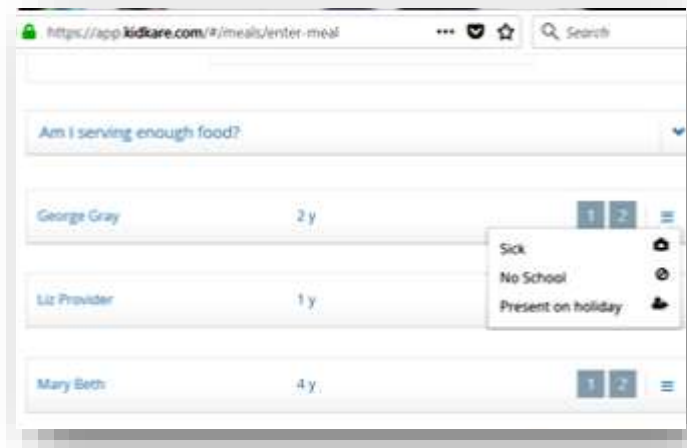 https://app.kidkare.com/#/meals/enter-meal ••• Search
Am I serving enough food?
George Gray 2 y 1 2
Sick
No School
Present on holiday
Liz Provider 1 y
Mary Beth 4 y 1 2